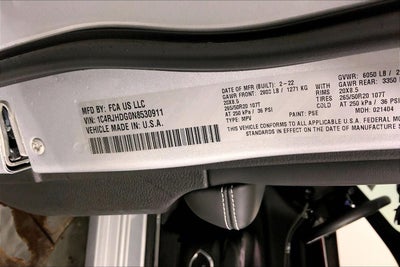 MFD BY: FCA US LLC
VIN: 1C4RJHDG0N8530911
VEHICLE MADE IN U.S.A.
DATE OF MFR (BUILT): 2-22
GAWR FRONT: 2803 LB / 1271 KG WITH
20X8.5 RIMS
265/50R20 107T TIRES
AT 250 kPa / 36 PSI COLD
TYPE: MPV PAINT: PSE
GVWR: 6050 LB /
GAWR REAR: 3350
20X8.5
265/50R20 107T
AT 250 kPa / 36 PSI
MDH: 021404
THIS VEHICLE CONFORMS TO ALL APPLICABLE U.S.A. FEDERAL MOTOR
STANDARDS IN EFFECT ON THE DATE OF MANUFACTURE